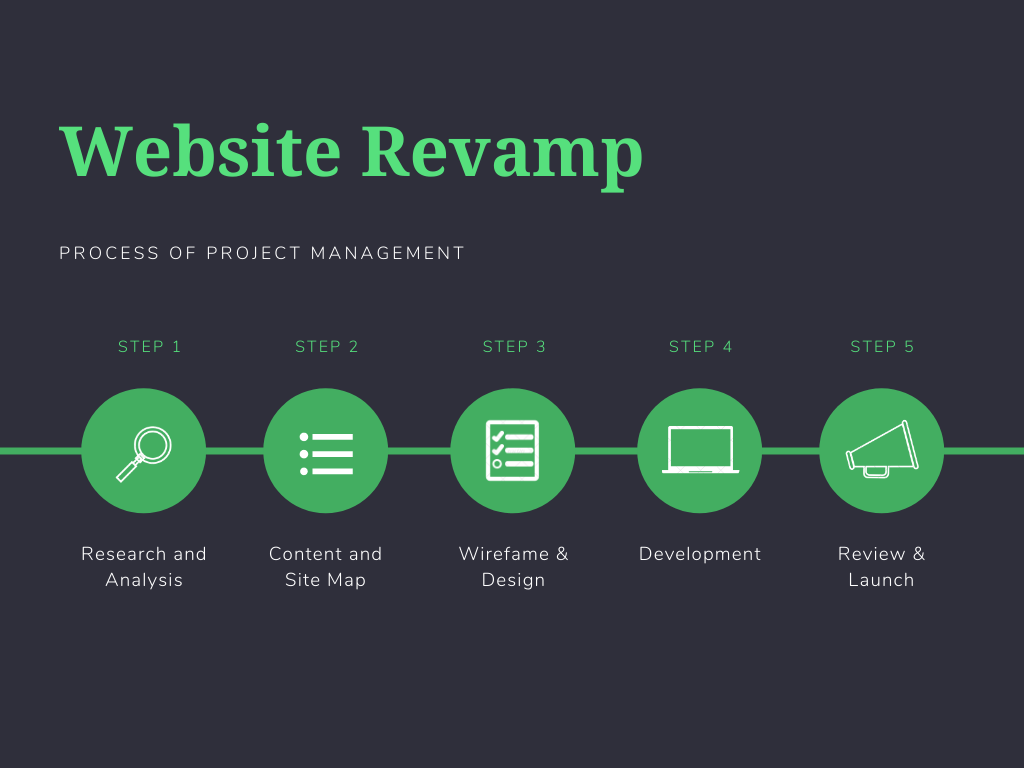 Website Revamp
PROCESS OF PROJECT MANAGEMENT
STEP 1
STEP 2
STEP 3
STEP 4
STEP 5
Research and
Analysis
Content and
Site Map
Wirefame &
Design
Development
Review &
Launch